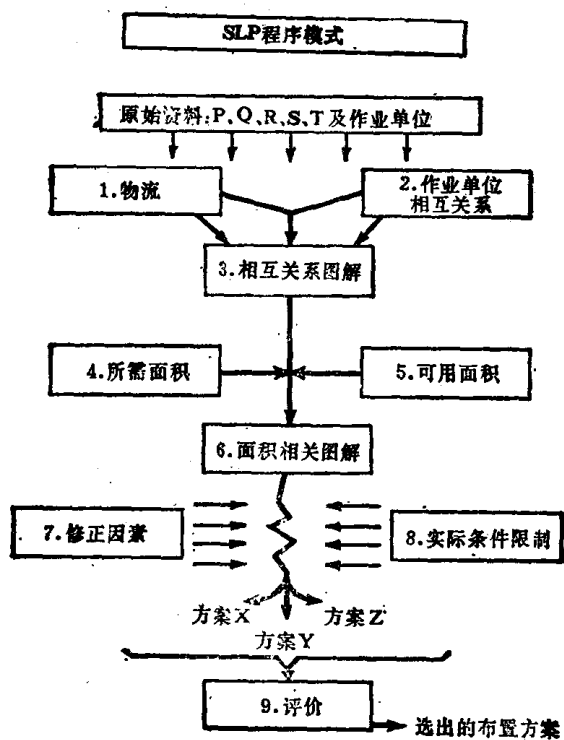 SLP程序模式
原始资料:P、Q、R、S、T及作业单位
1.物流
2.作业单位
相互关系
3.相互关系图解
4.所需面积
5.可用面积
6.面积相关图解
7.修正因素
8.实际条件限制
方案X
方案Z
方案Y
9.评价
选出的布置方案